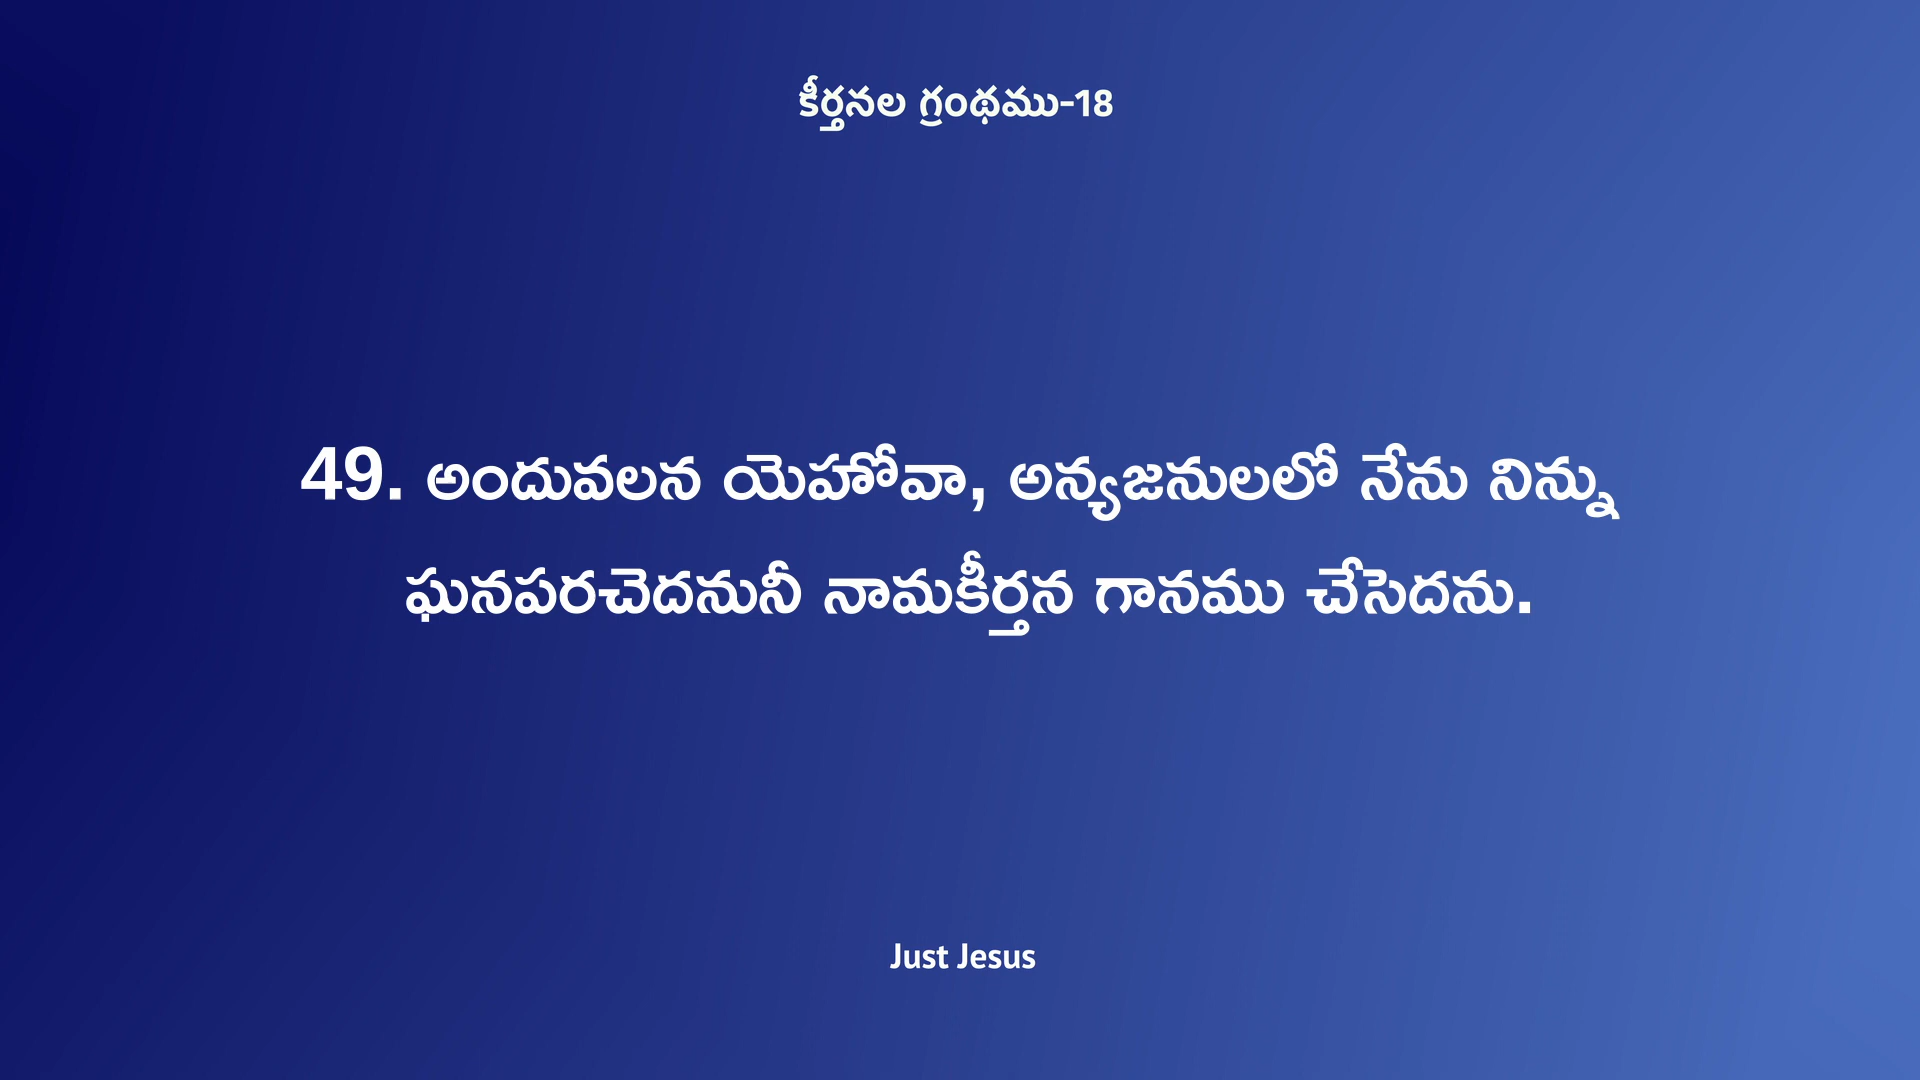 కీర్తనల గ్రంథము-18
49. అందువలన యెహోవా, అన్యజనులలో నేను నిన్ను
ఘనపరచెదనునీ నామకీర్తన గానము చేసెదను.
Just Jesus